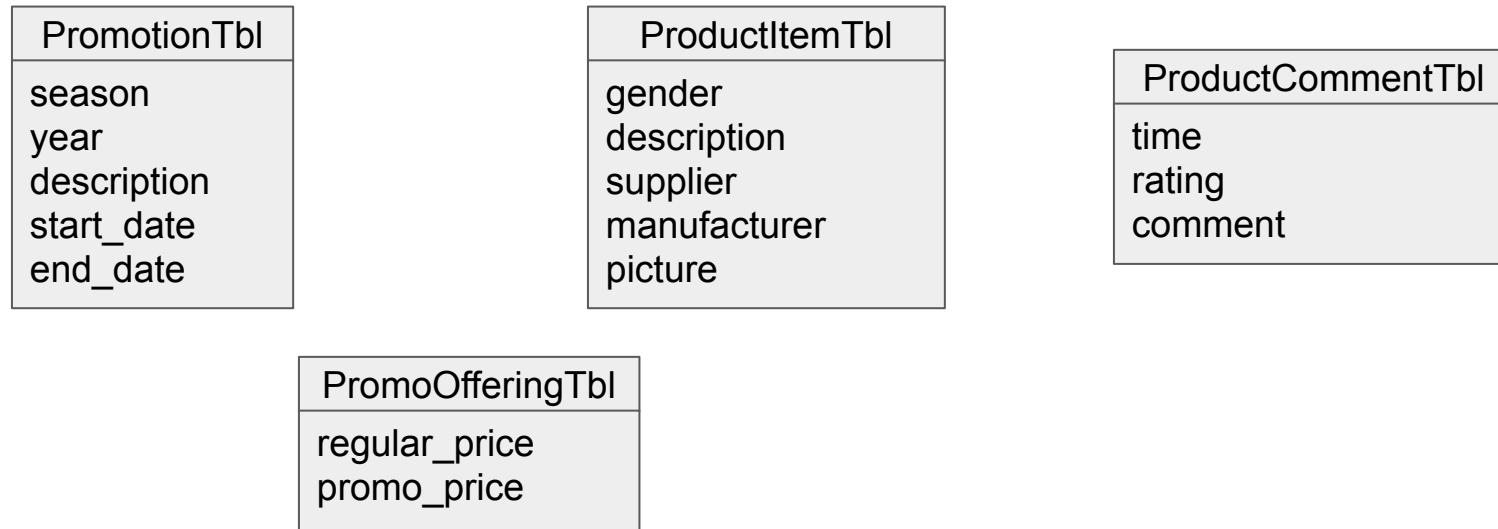 PromotionTbl
season
year
description
start_date
end_date
ProductItemTbl
gender
description
supplier
manufacturer
picture
ProductCommentTbl
time
rating
comment
PromoOfferingTbl
regular_price
promo_price